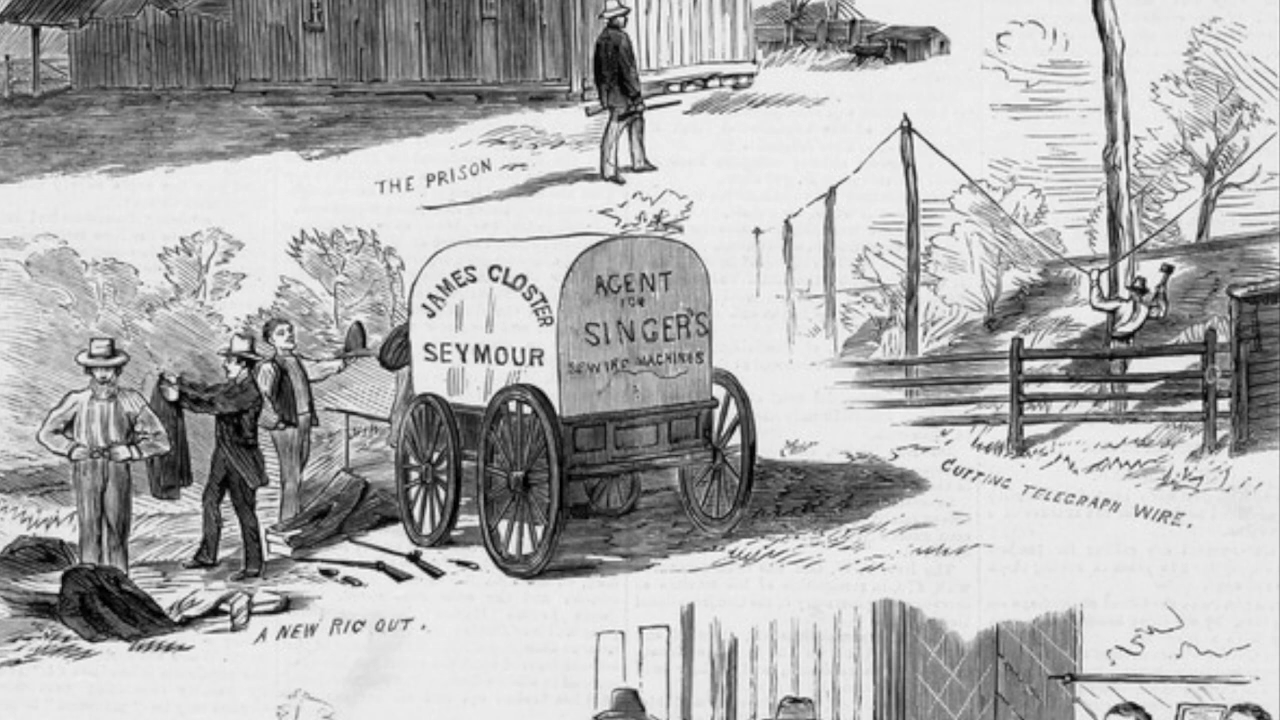 THE PRISON
JAMES CLOSTER
SEYMOUR
AGENT
FOR
SINGER'S
SEWING MACHINES
CUTTING TELEGRAPH WIRE.
A NEW RIG OUT.